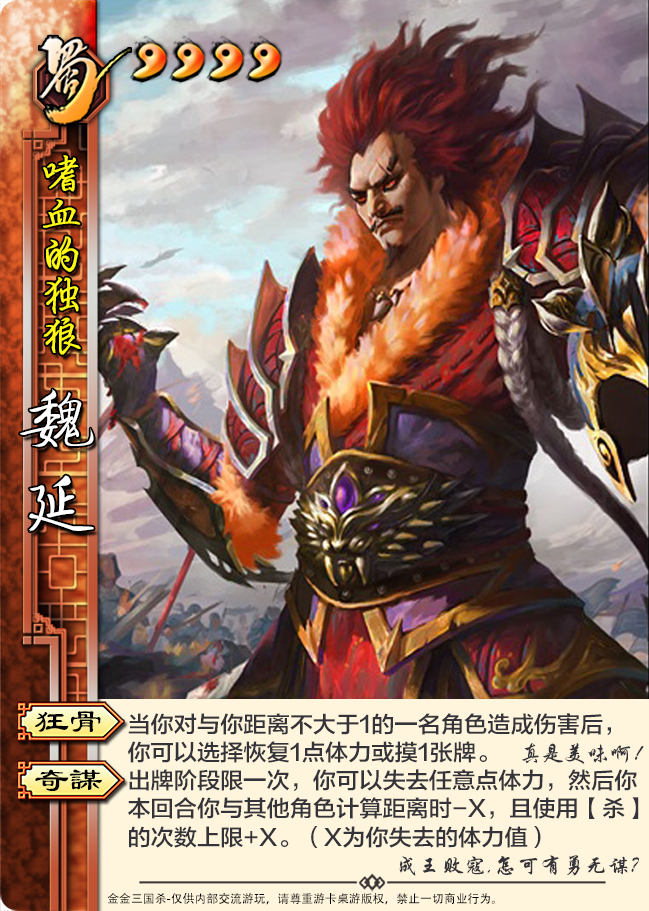 蜀
嗜血的独狼
魏延
狂骨
当你对与你距离不大于1的一名角色造成伤害后，
你可以选择恢复1点体力或摸1张牌。 真是美味啊！
奇謀
出牌阶段限一次，你可以失去任意点体力，然后你
本回合你与其他角色计算距离时-X，且使用【杀】
的次数上限+X。（X为你失去的体力值）
成王败寇,怎可有勇无谋?
金金三国杀-仅供内部交流游玩，请尊重游卡桌游版权，禁止一切商业行为。